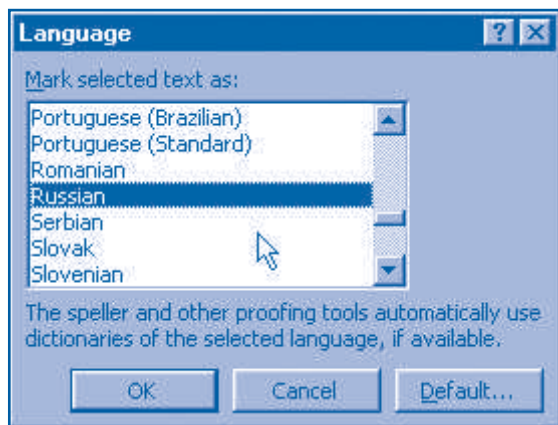 Language
Mark selected text as:
Portuguese (Brazilian)
Portuguese (Standard)
Romanian
Russian
Serbian
Slovak
Slovenian
The speller and other proofing tools automatically use
dictionaries of the selected language, if available.
OK Cancel Default...